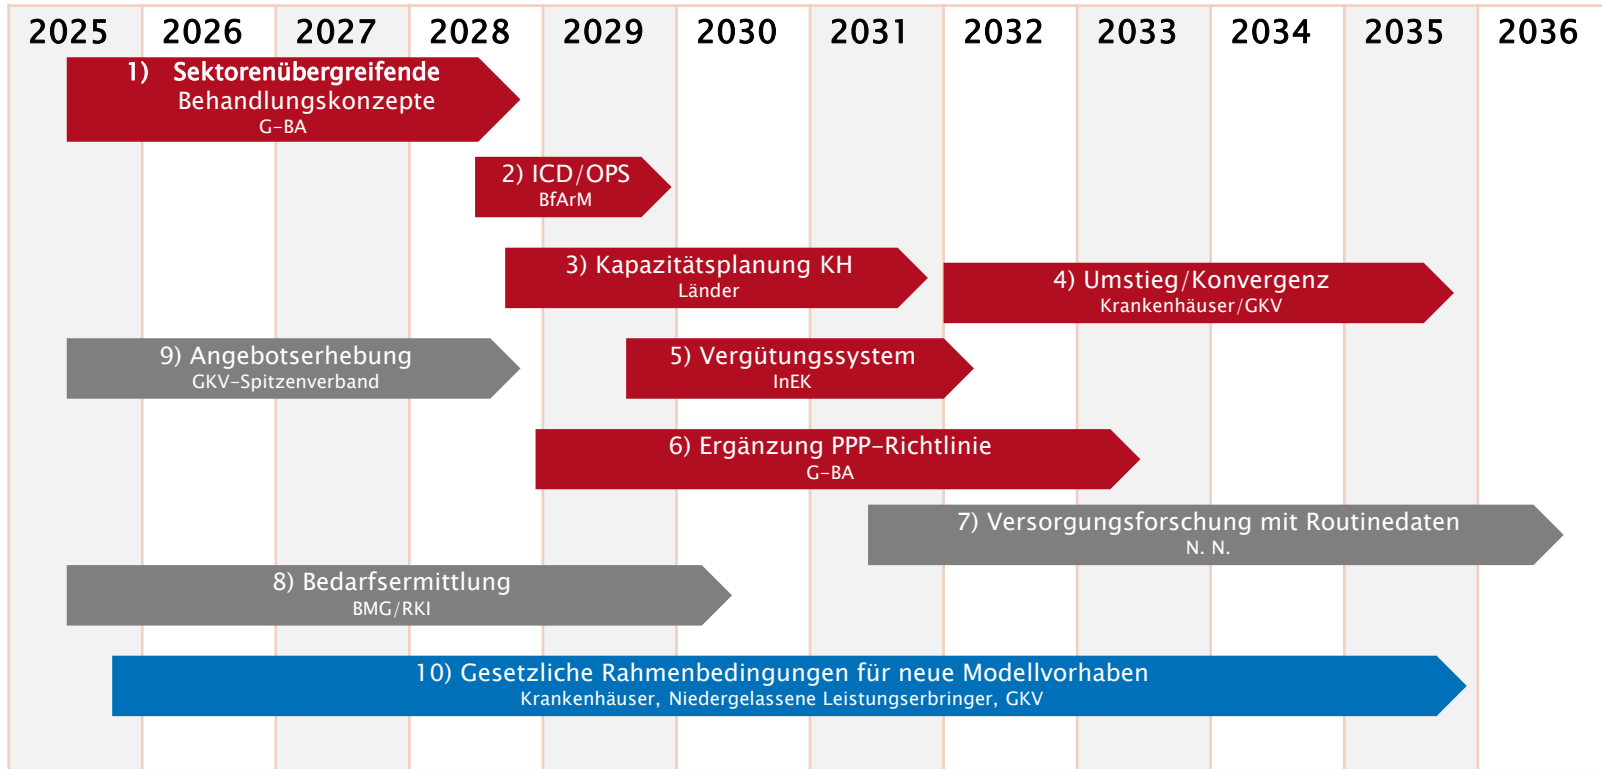 2025 2026 2027 2028 2029 2030 2031 2032 2033 2034 2035 2036
1) Sektorenübergreifende
Behandlungskonzepte
G-BA
2) ICD/OPS
BfArM
3) Kapazitätsplanung KH
Länder
4) Umstieg/Konvergenz
Krankenhäuser/GKV
9) Angebotserhebung
GKV-Spitzenverband
5) Vergütungssystem
InEK
6) Ergänzung PPP-Richtlinie
G-BA
7) Versorgungsforschung mit Routinedaten
N. N.
8) Bedarfsermittlung
BMG/RKI
10) Gesetzliche Rahmenbedingungen für neue Modellvorhaben
Krankenhäuser, Niedergelassene Leistungserbringer, GKV